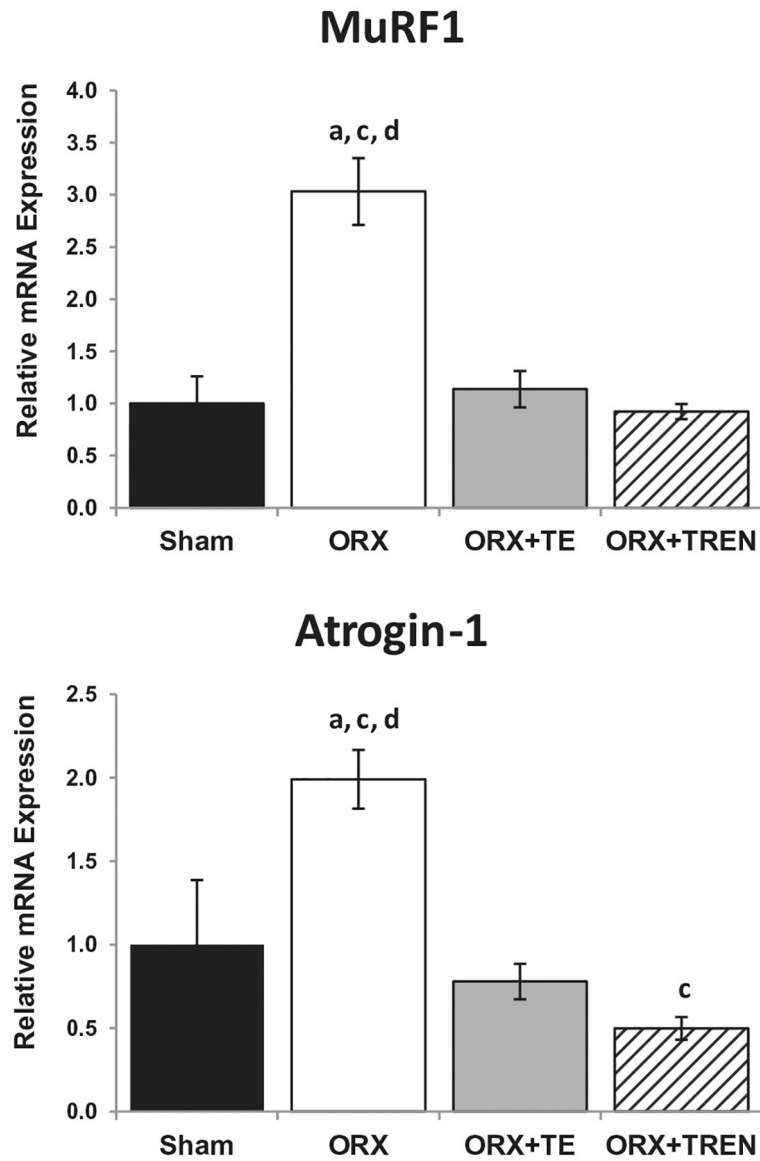 MuRF1
Relative mRNA Expression
4.0
3.5
3.0
2.5
2.0
1.5
1.0
0.5
0.0
a, c, d
Sham ORX ORX+TE ORX+TREN
Atrogin-1
Relative mRNA Expression
2.5
2.0
1.5
1.0
0.5
0.0
a, c, d
c
Sham ORX ORX+TE ORX+TREN